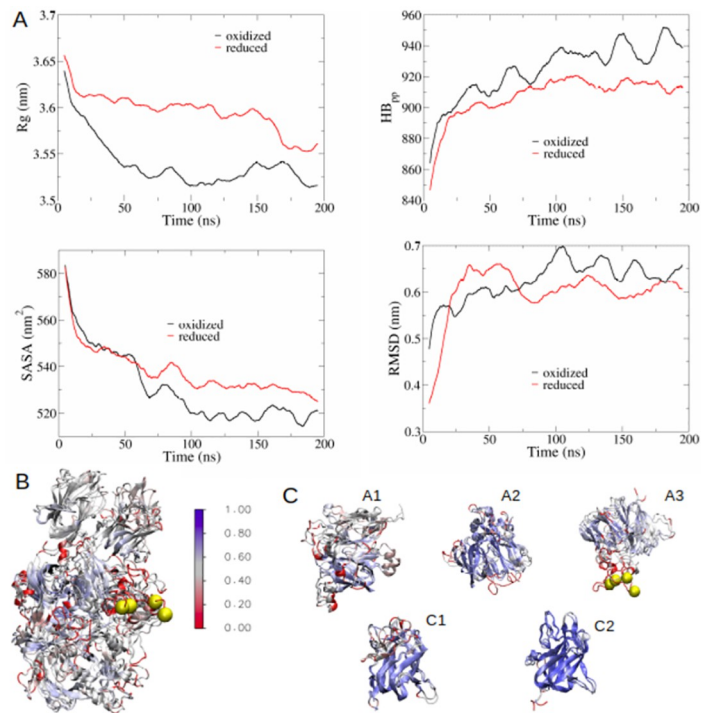 A
3.7
3.65
3.6
3.55
3.5
Rg (nm)
oxidized
reduced
0 50 100 150 200
Time (ns)
960
940
920
900
880
860
840
HBpp
oxidized
reduced
0 50 100 150 200
Time (ns)
580
560
540
520
SASA (nm²)
oxidized
reduced
0 50 100 150 200
Time (ns)
0.7
0.6
0.5
0.4
0.3
RMSD (nm)
oxidized
reduced
0 50 100 150 200
Time (ns)
B
1.00
0.80
0.60
0.40
0.20
0.00
C
A1
A2
A3
C1
C2